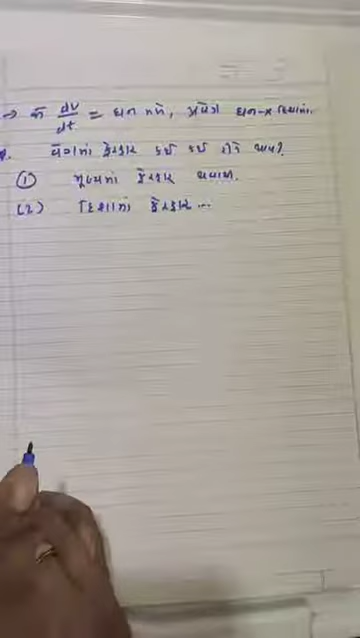 → જો dv/dt = ધન મળે, પ્રવેગ ધન-x દિશામાં.
વેગમાં ફેરફાર કઈ કઈ રીતે થાય?
① મૂલ્યમાં ફેરફાર થવાથી.
(2) દિશામાં ફેરફાર ...